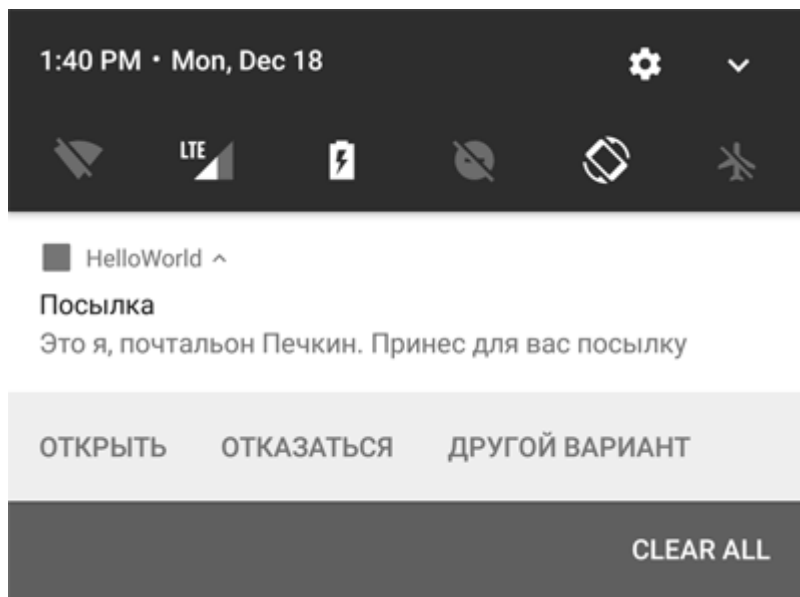 1:40 PM • Mon, Dec 18
LTE
HelloWorld
Посылка
Это я, почтальон Печкин. Принес для вас посылку
ОТКРЫТЬ ОТКАЗАТЬСЯ ДРУГОЙ ВАРИАНТ
CLEAR ALL